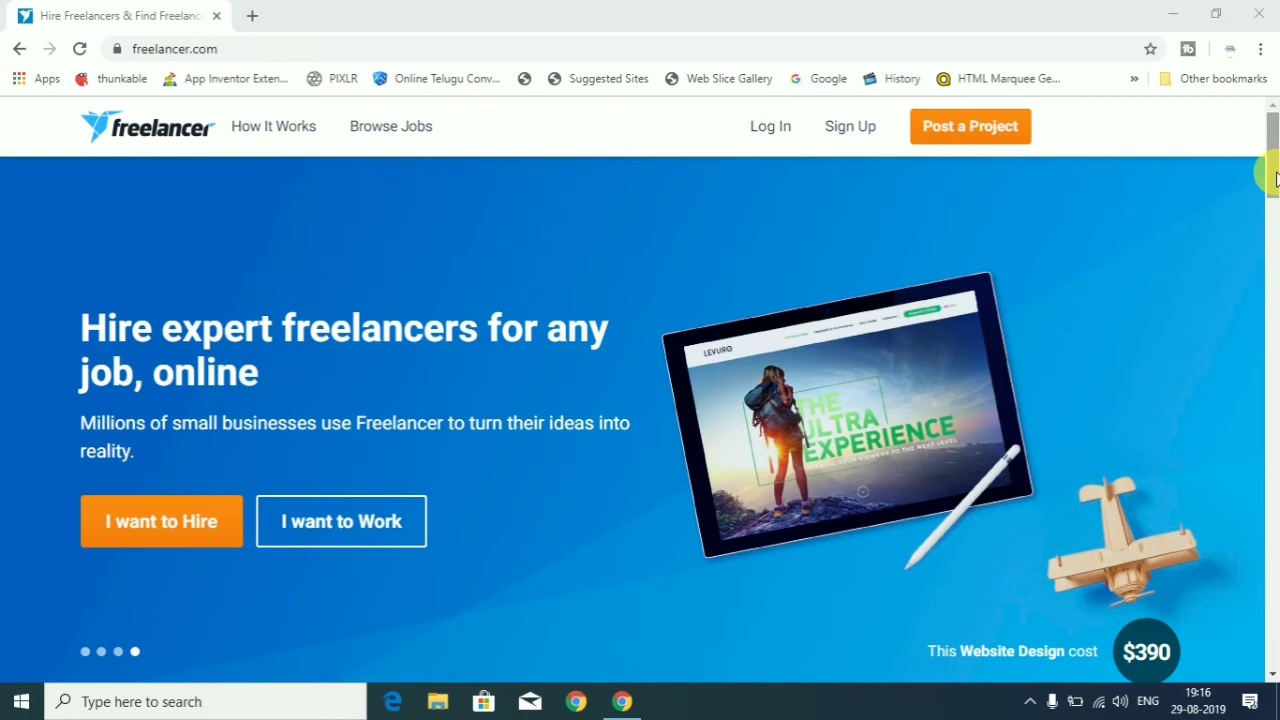 Hire Freelancers & Find Freelanc
freelancer.com
Apps thunkable App Inventor Exten... PIXLR Online Telugu Conv... Suggested Sites Web Slice Gallery Google History HTML Marquee Ge... » Other bookmarks
freelancer How It Works Browse Jobs Log In Sign Up Post a Project
LEVURO
THE
ULTRA
EXPERIENCE
Hire expert freelancers for any
job, online
Millions of small businesses use Freelancer to turn their ideas into
reality.
I want to Hire I want to Work
This Website Design cost $390
Type here to search
ENG
19:16
29-08-2019